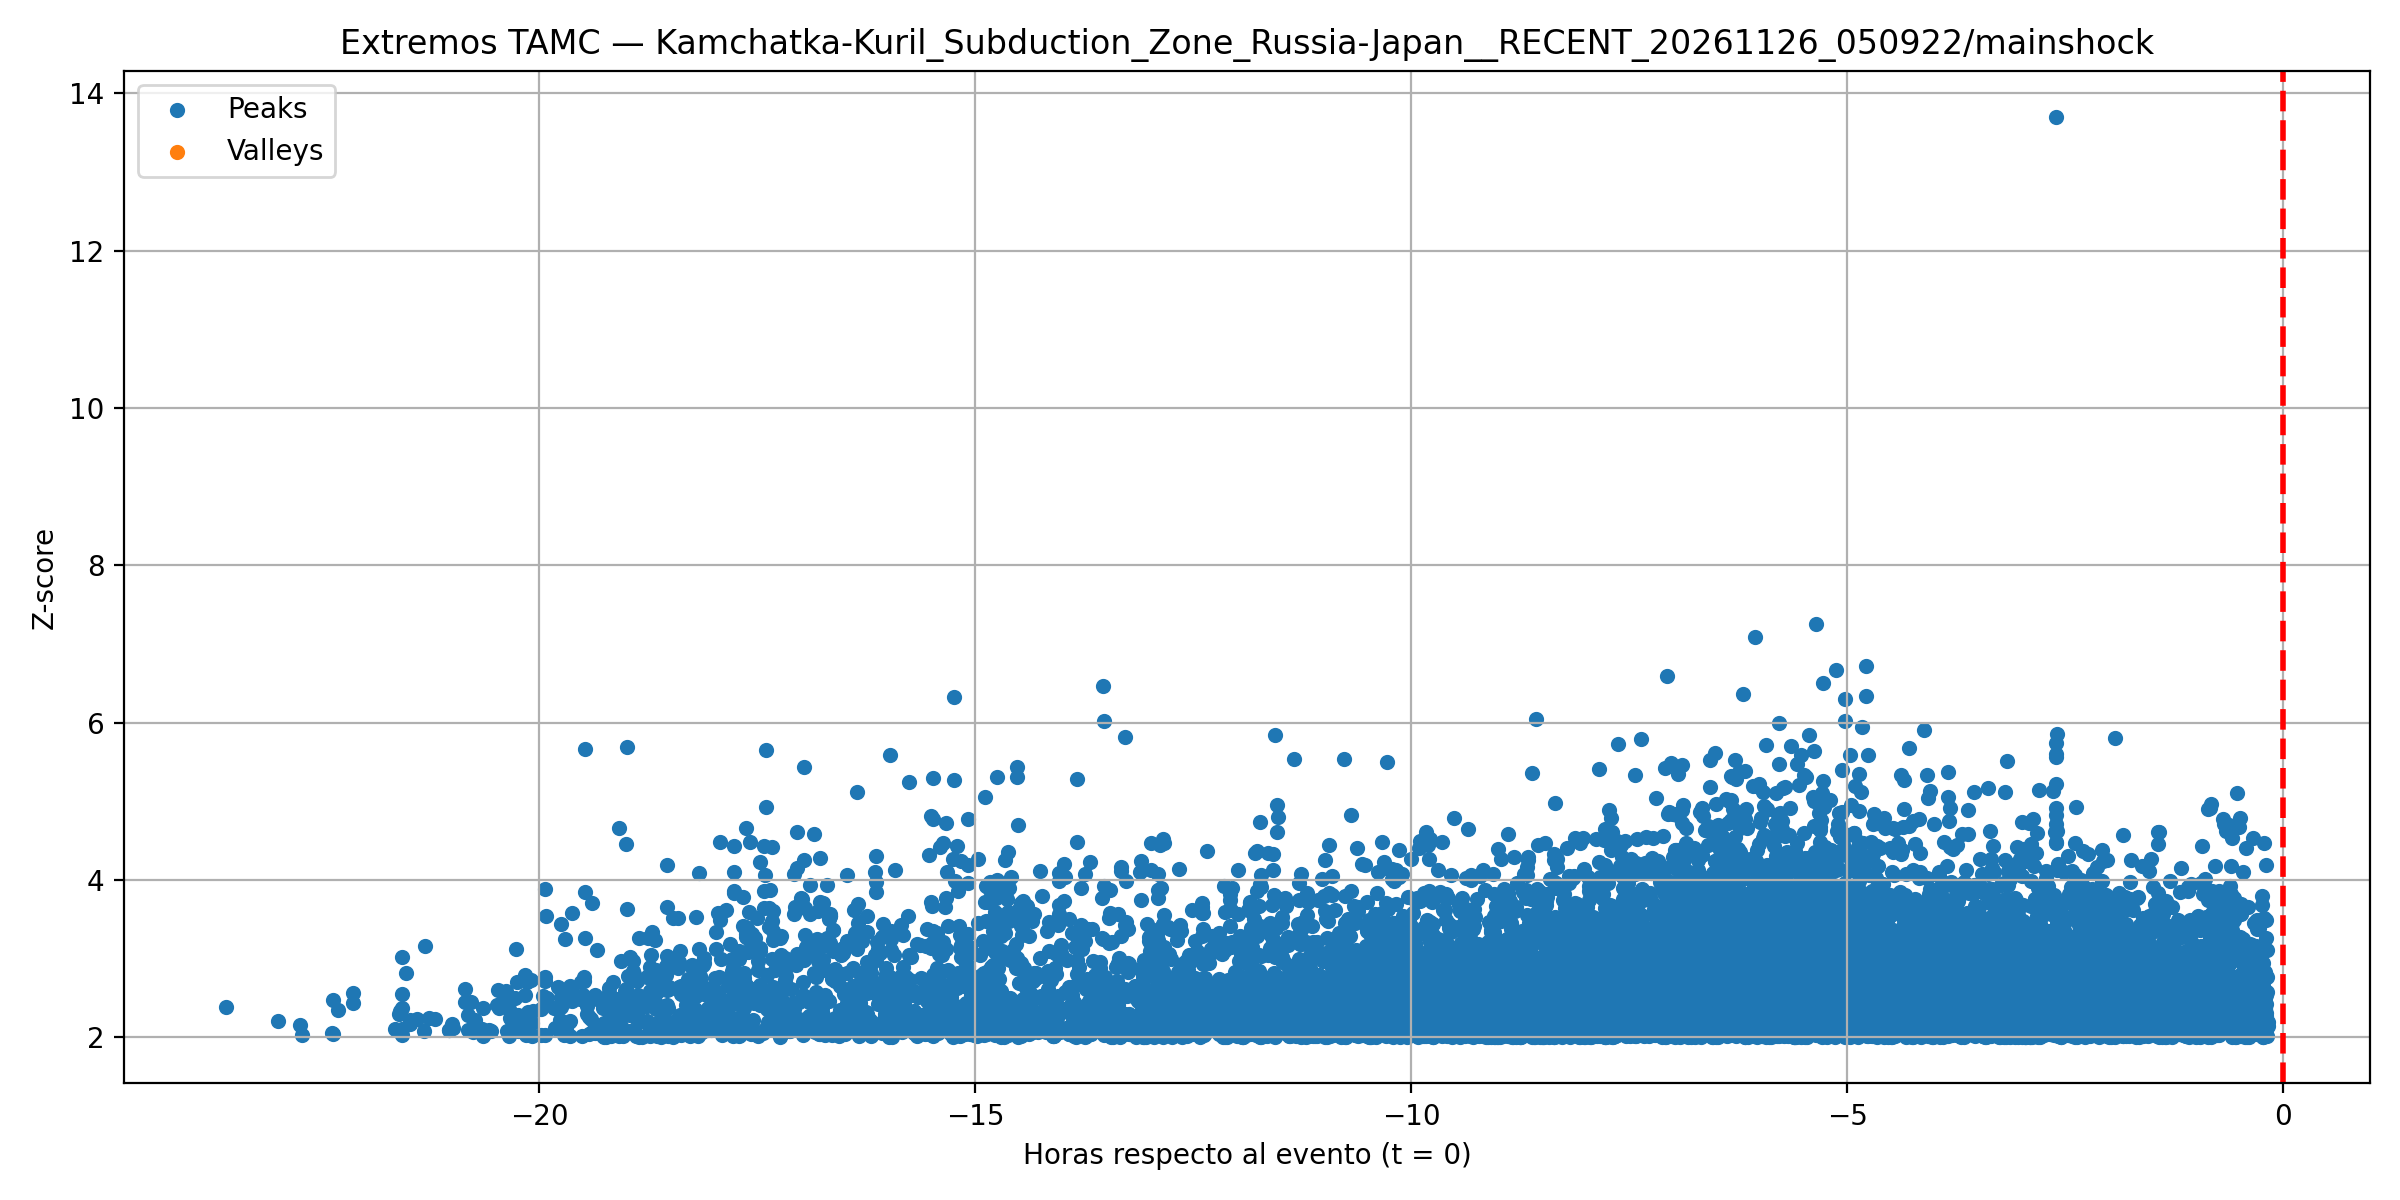 Extremos TAMC — Kamchatka-Kuril_Subduction_Zone_Russia-Japan__RECENT_20261126_050922/mainshock
Peaks
Valleys
Z-score
14
12
10
8
6
4
2
−20
−15
−10
−5
0
Horas respecto al evento (t = 0)